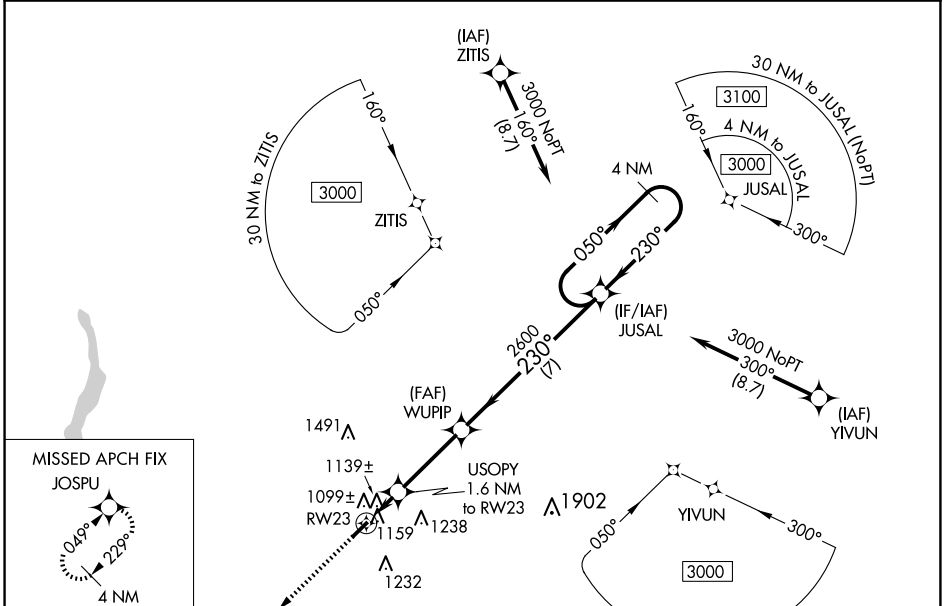 (IAF)
ZITIS
3000 NoPT
160°
(8.7)
30 NM to ZITIS
160°
3000
ZITIS
050°
30 NM to JUSAL (NoPT)
3100
160°
4 NM to JUSAL
3000
JUSAL
300°
4 NM
050°
230°
(IF/IAF)
JUSAL
2600
230°
(7)
3000 NoPT
300°
(8.7)
(IAF)
YIVUN
(FAF)
WUPIP
1491
1139±
1099±
RW23
1159
1238
1232
USOPY
1.6 NM
to RW23
1902
YIVUN
050°
300°
3000
MISSED APCH FIX
JOSPU
049°
229°
4 NM